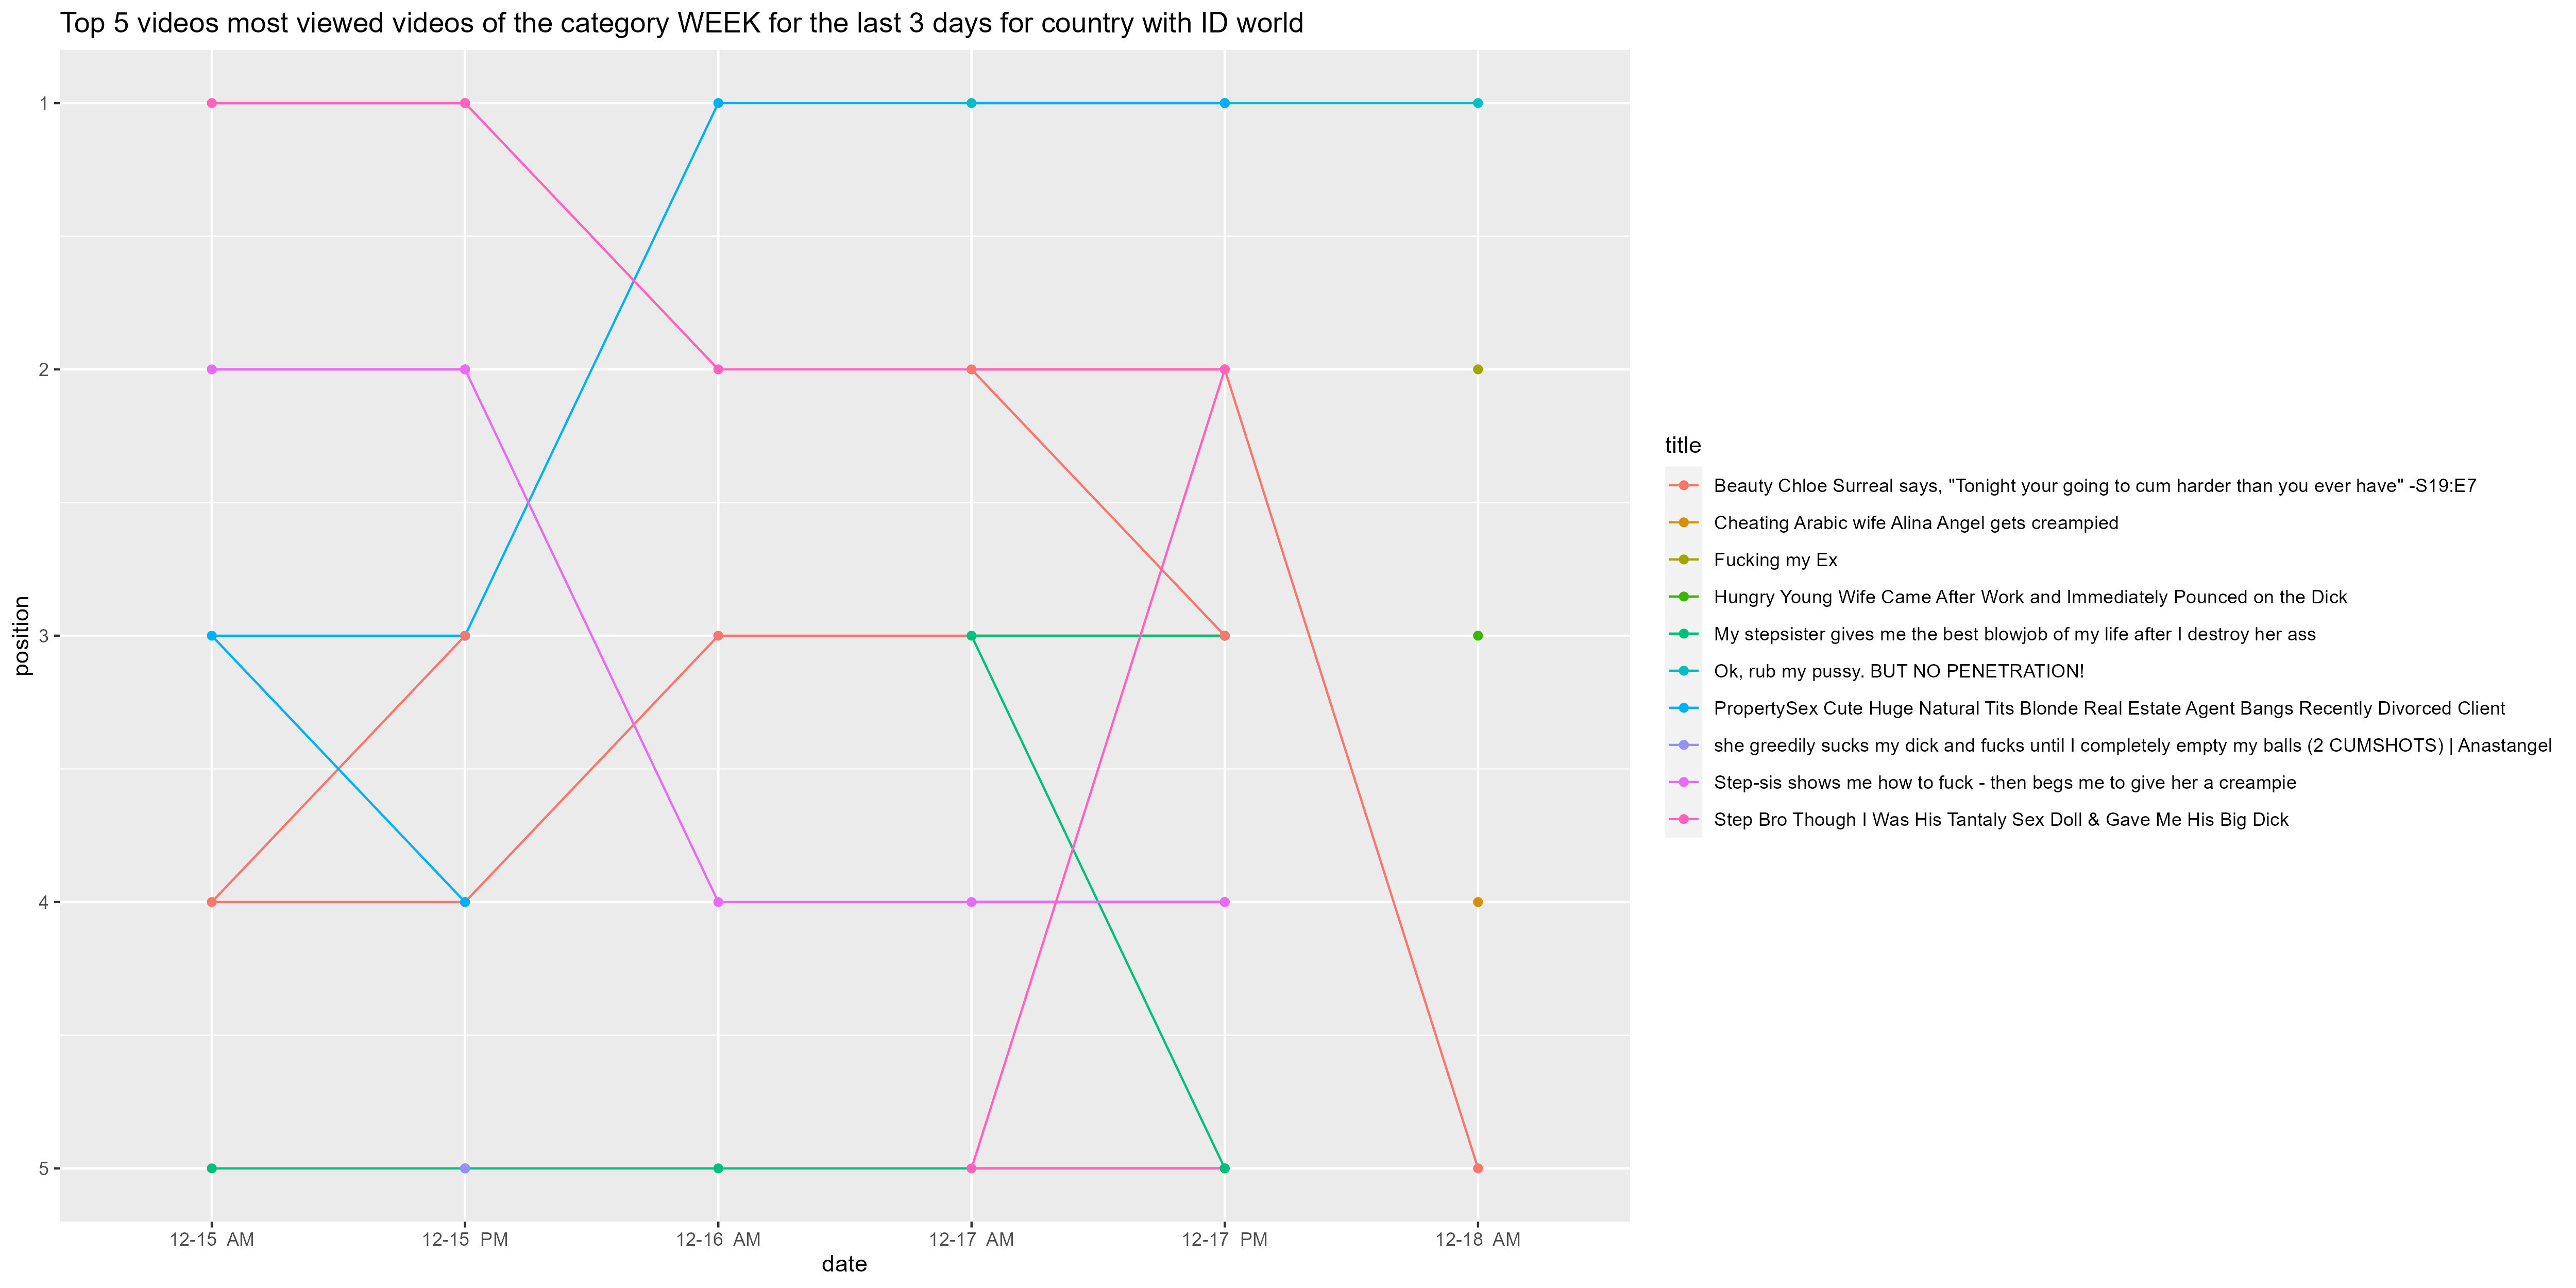 Top 5 videos most viewed videos of the category WEEK for the last 3 days for country with ID world
position
1
2
3
4
5
12-15 AM
12-15 PM
12-16 AM
12-17 AM
12-17 PM
12-18 AM
date
title
Beauty Chloe Surreal says, "Tonight your going to cum harder than you ever have" -S19:E7
Cheating Arabic wife Alina Angel gets creampied
Fucking my Ex
Hungry Young Wife Came After Work and Immediately Pounced on the Dick
My stepsister gives me the best blowjob of my life after I destroy her ass
Ok, rub my pussy. BUT NO PENETRATION!
PropertySex Cute Huge Natural Tits Blonde Real Estate Agent Bangs Recently Divorced Client
she greedily sucks my dick and fucks until I completely empty my balls (2 CUMSHOTS) | Anastangel
Step-sis shows me how to fuck - then begs me to give her a creampie
Step Bro Though I Was His Tantaly Sex Doll & Gave Me His Big Dick